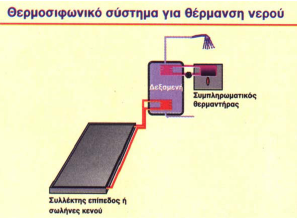 Θερμοσιφωνικό σύστημα για θέρμανση νερού
Δεξαμενή
Συμπληρωματικός
θερμαντήρας
Συλλέκτης επίπεδος ή
σωλήνες κενού